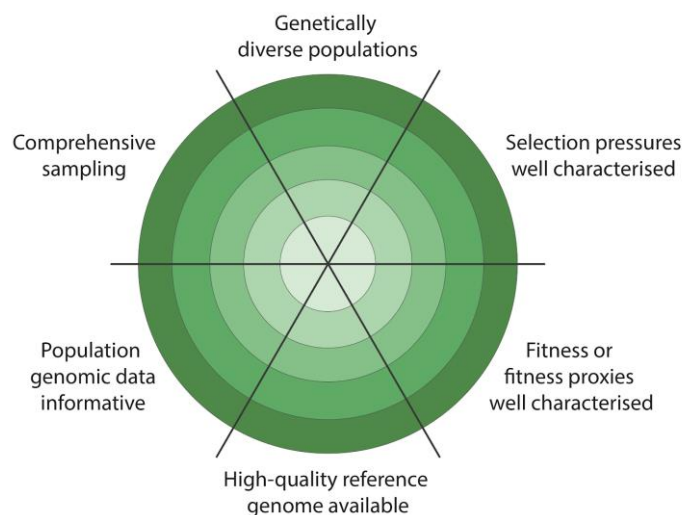 Genetically
diverse populations
Comprehensive
sampling
Selection pressures
well characterised
Population
genomic data
informative
Fitness or
fitness proxies
well characterised
High-quality reference
genome available